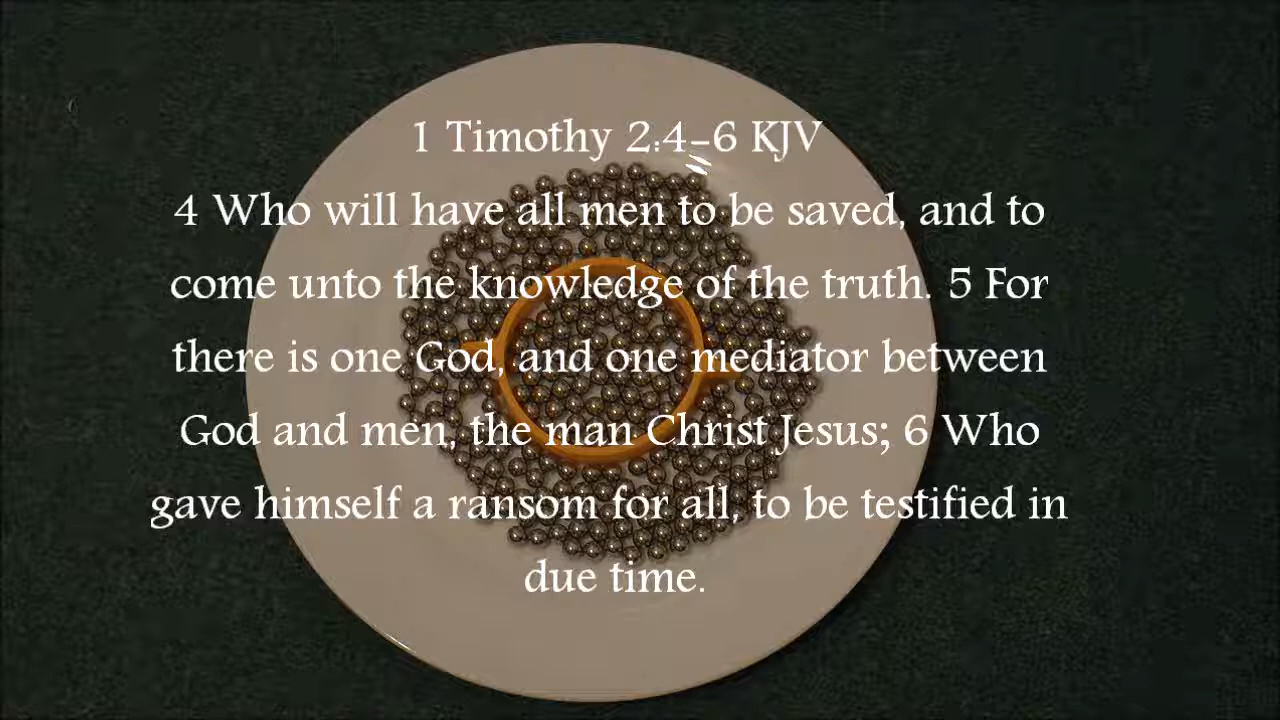 1 Timothy 2:4-6 KJV
4 Who will have all men to be saved, and to
come unto the knowledge of the truth. 5 For
there is one God, and one mediator between
God and men, the man Christ Jesus; 6 Who
gave himself a ransom for all, to be testified in
due time.